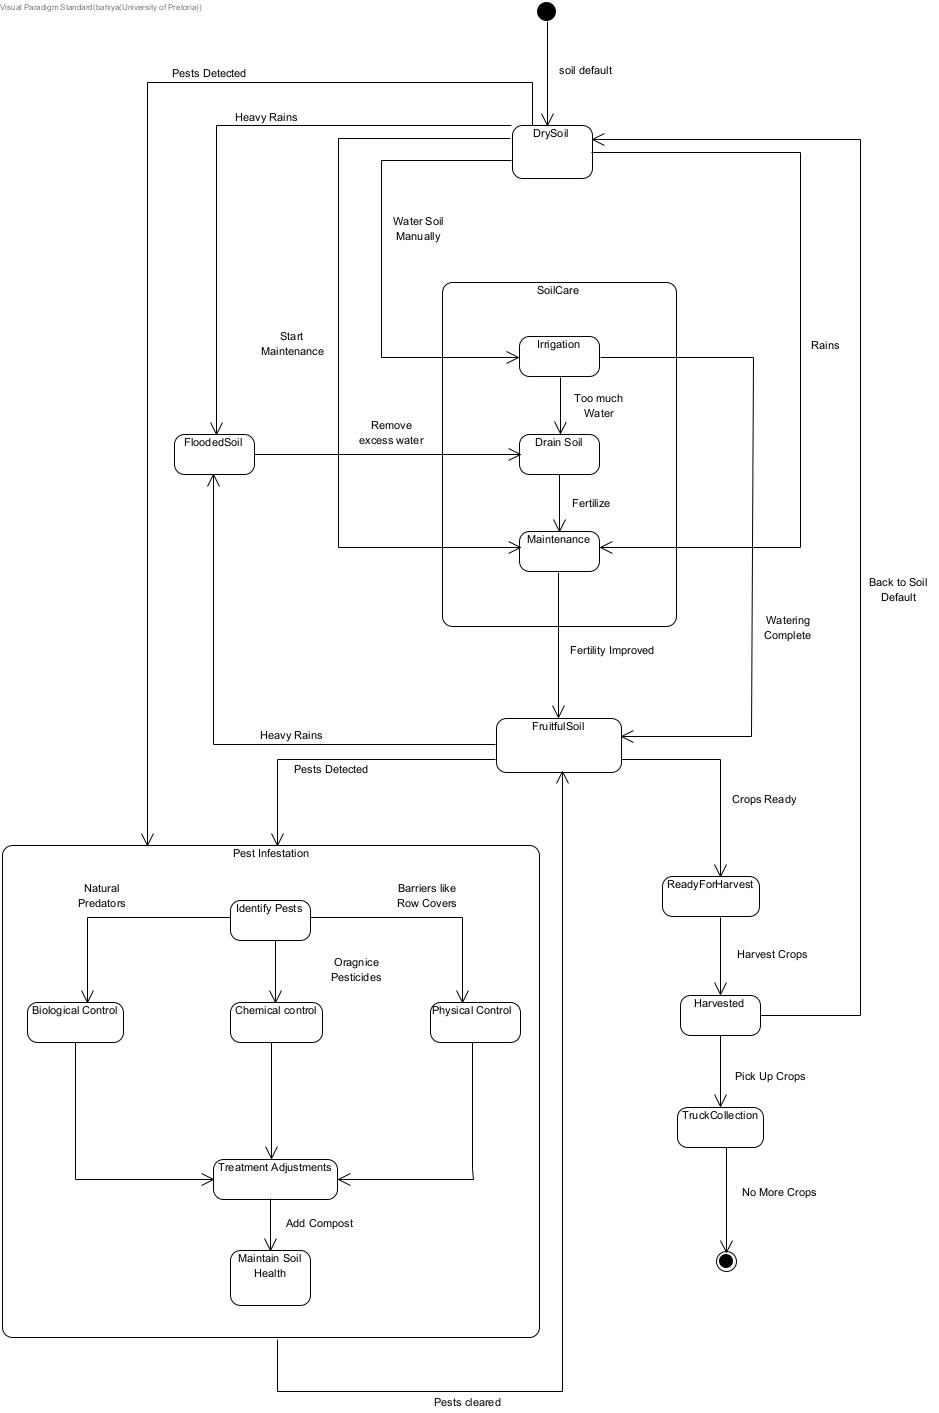 Visual Paradigm Standard(bahiya(University of Pretoria))
soil default
Pests Detected
Heavy Rains
DrySoil
Water Soil
Manually
SoilCare
Start
Maintenance
Irrigation
Rains
Too much
Water
Remove
excess water
FloodedSoil
Drain Soil
Fertilize
Maintenance
Back to Soil
Default
Watering
Complete
Fertility Improved
FruitfulSoil
Heavy Rains
Pests Detected
Crops Ready
Pest Infestation
Natural
Predators
Identify Pests
Barriers like
Row Covers
ReadyForHarvest
Oragnice
Pesticides
Harvest Crops
Biological Control
Chemical control
Physical Control
Harvested
Pick Up Crops
TruckCollection
Treatment Adjustments
No More Crops
Add Compost
Maintain Soil
Health
Pests cleared